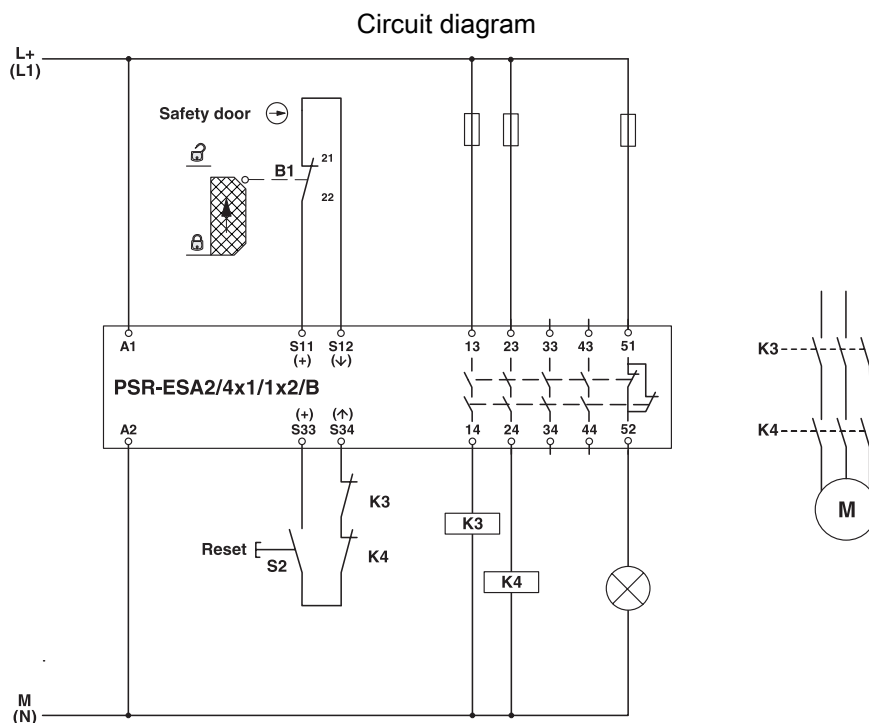 Circuit diagram
L+
(L1)
Safety door
21
B1
22
A1
S11
(+)
S12
(↓)
13
23
33
43
51
PSR-ESA2/4x1/1x2/B
A2
(+)
S33
(↑)
S34
14
24
34
44
52
K3
K4
M
K3
Reset
S2
K4
K3
K4
M
(N)